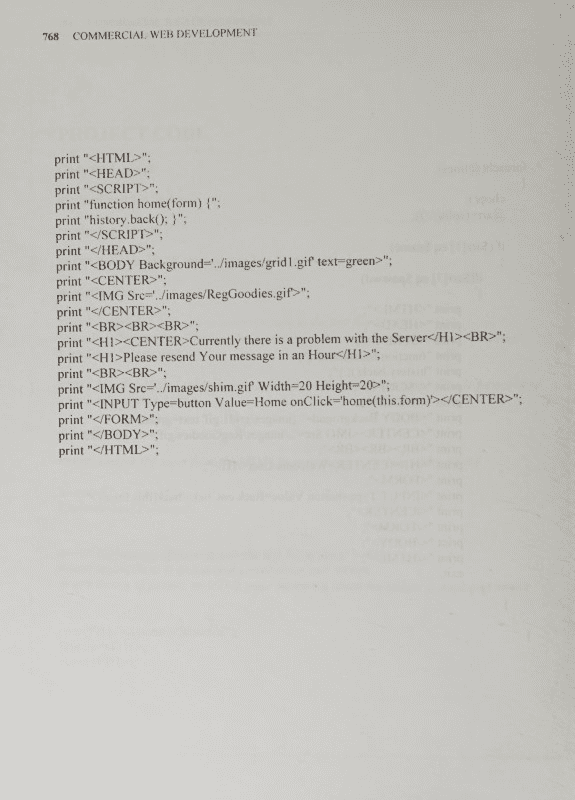 768 COMMERCIAL WEB DEVELOPMENT
print "<HTML>";
print "<HEAD>";
print "<SCRIPT>";
print "function home(form) {";
print "history.back(); }";
print "</SCRIPT>";
print "</HEAD>";
print "<BODY Background='../images/grid1.gif' text=green>";
print "<CENTER>";
print "<IMG Src='../images/RegGoodies.gif'>";
print "</CENTER>";
print "<BR><BR><BR>";
print "<H1><CENTER>Currently there is a problem with the Server</H1><BR>";
print "<H1>Please resend Your message in an Hour</H1>";
print "<BR><BR>";
print "<IMG Src='../images/shim.gif' Width=20 Height=20>";
print "<INPUT Type=button Value=Home onClick='home(this.form)'></CENTER>";
print "</FORM>";
print "</BODY>";
print "</HTML>";